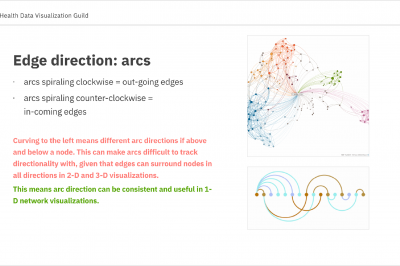 Health Data Visualization Guild
Edge direction: arcs
· arcs spiraling clockwise = out-going edges
· arcs spiraling counter-clockwise =
in-coming edges
Curving to the left means different arc directions if above
and below a node. This can make arcs difficult to track
directionality with, given that edges can surround nodes in
all directions in 2-D and 3-D visualizations.
This means arc direction can be consistent and useful in 1-
D network visualizations.